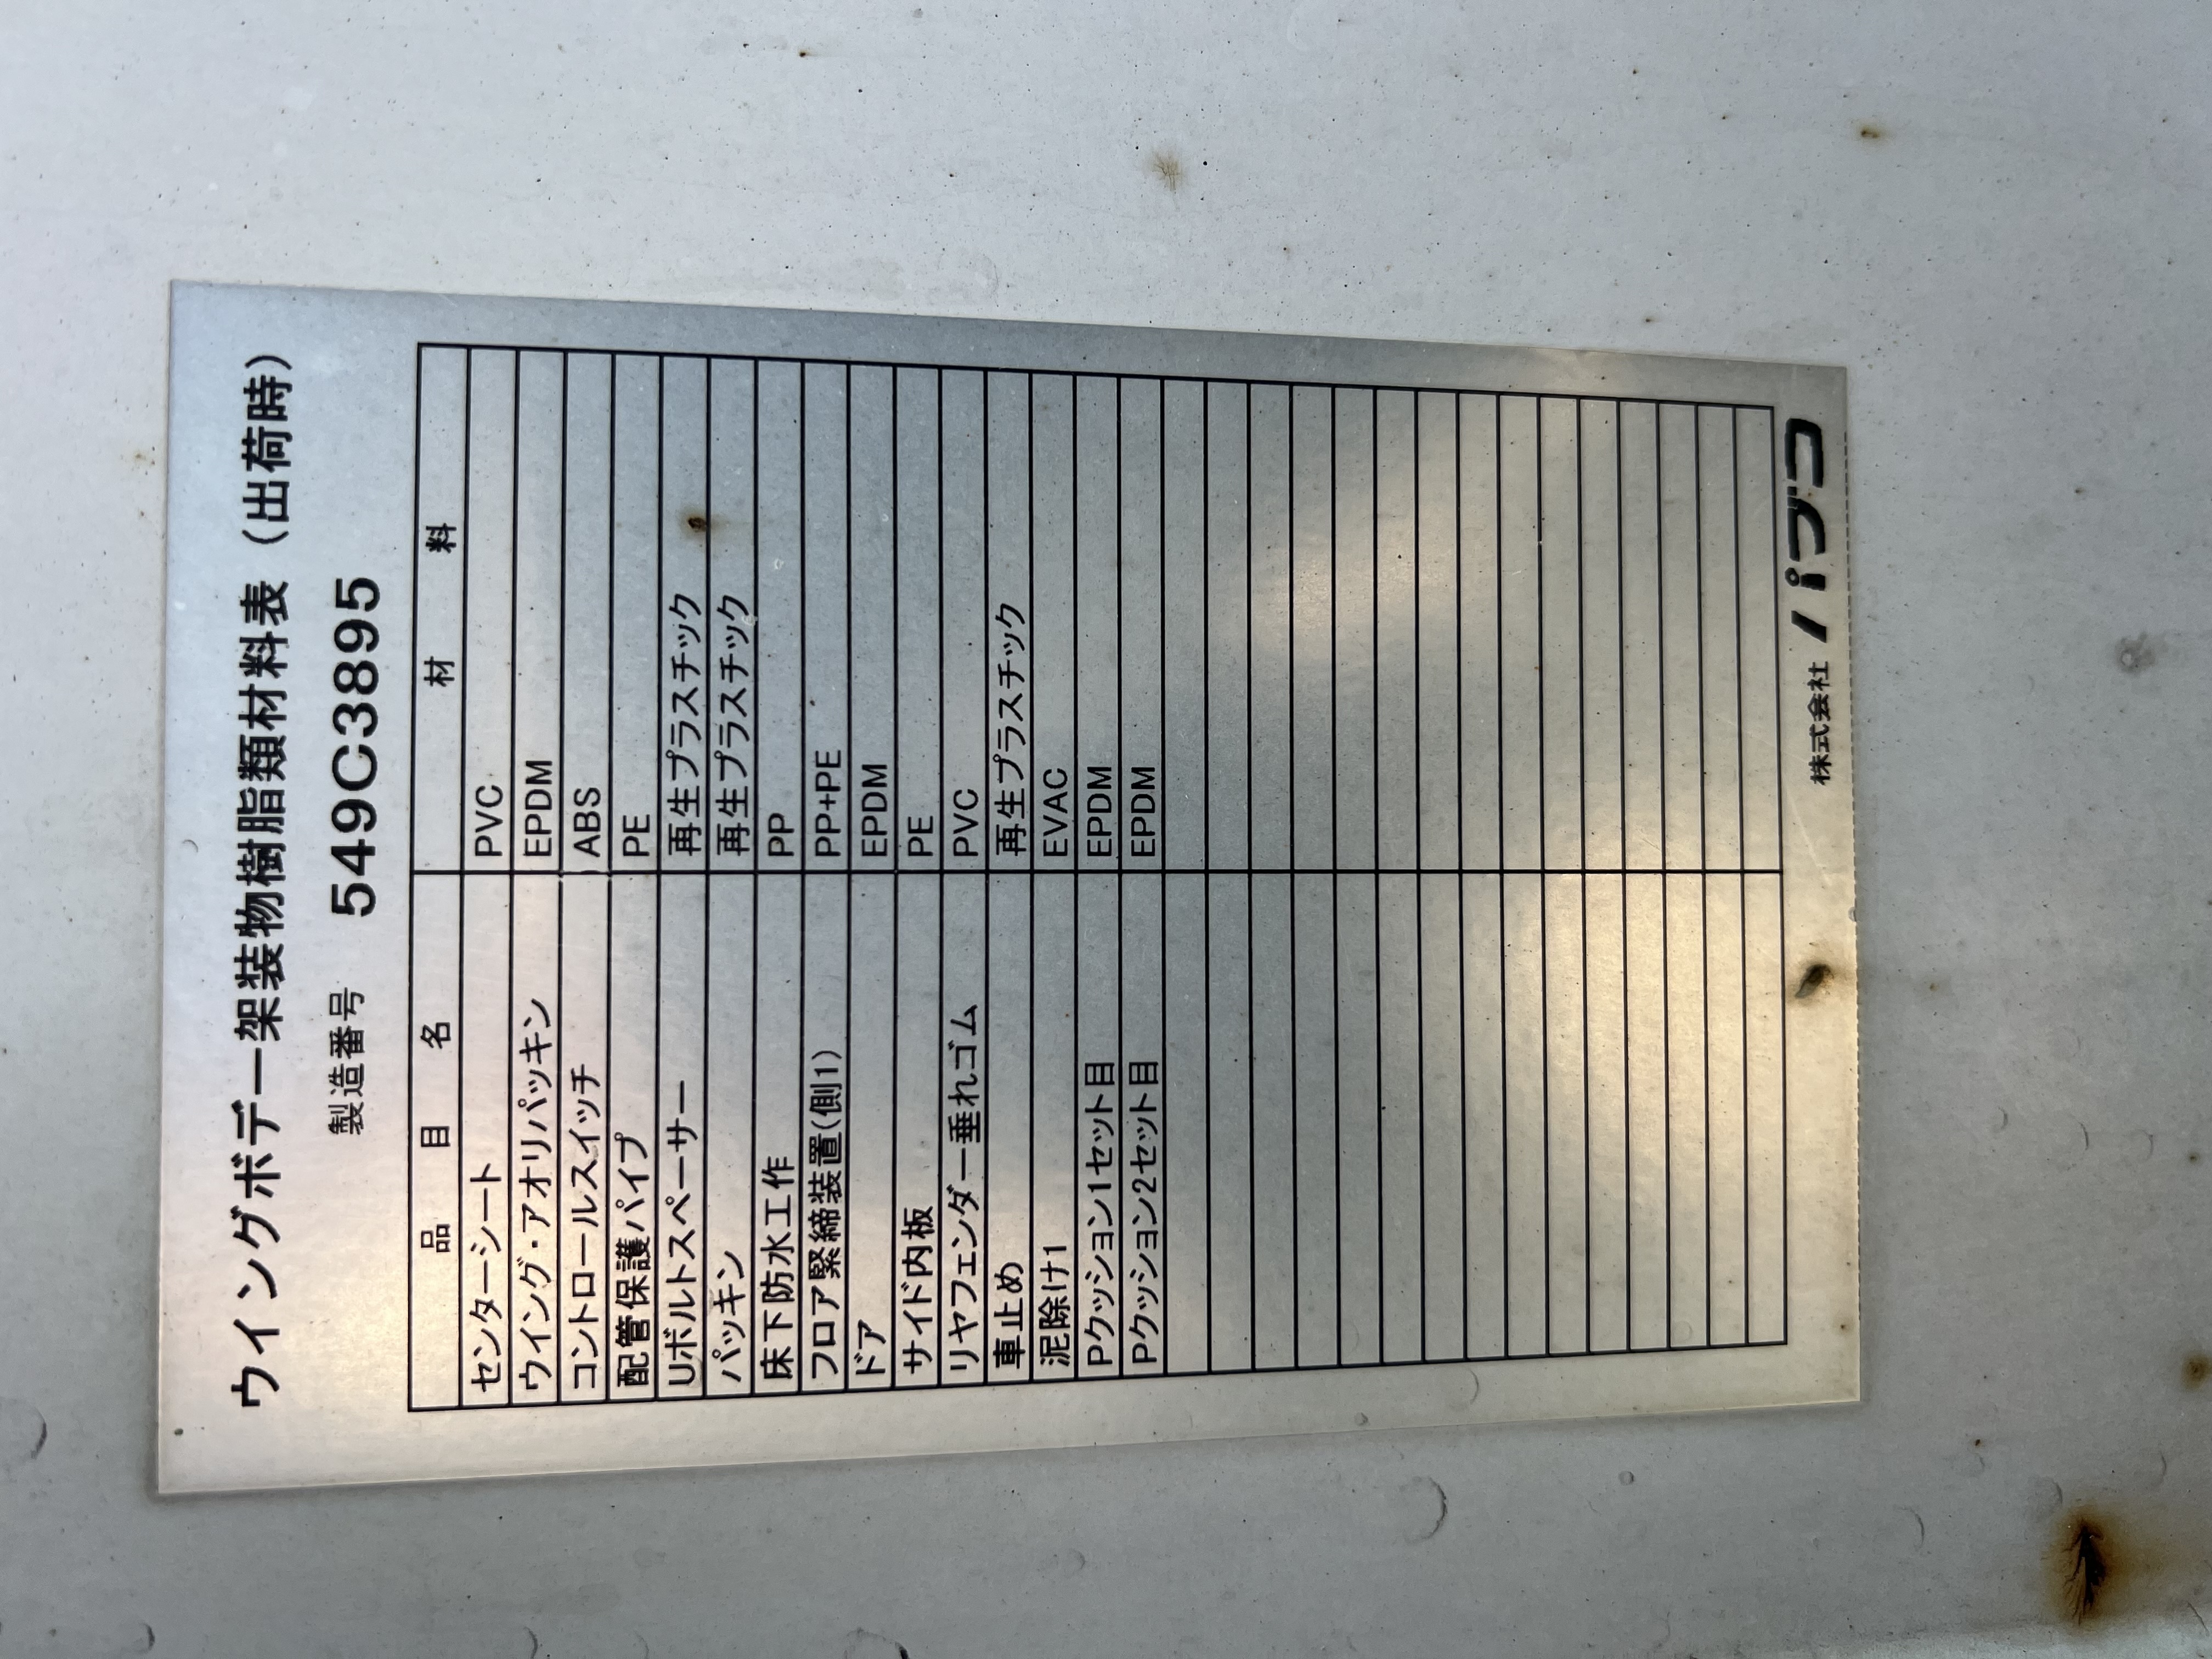 ウイングボデー架装物樹脂類材料表（出荷時）
製造番号 549C3895
品目名 材料
センターシート PVC
ウイング・アオリパッキン EPDM
コントロールスイッチ ABS
配管保護パイプ PE
Uボルトスペーサー 再生プラスチック
パッキン 再生プラスチック
床下防水工作 PP
フロア緊締装置(側1) PP+PE
ドア EPDM
サイド内板 PE
リヤフェンダー垂れゴム PVC
車止め 再生プラスチック
泥除け1 EVAC
Pクッション1セット目 EPDM
Pクッション2セット目 EPDM
株式会社 パブコ